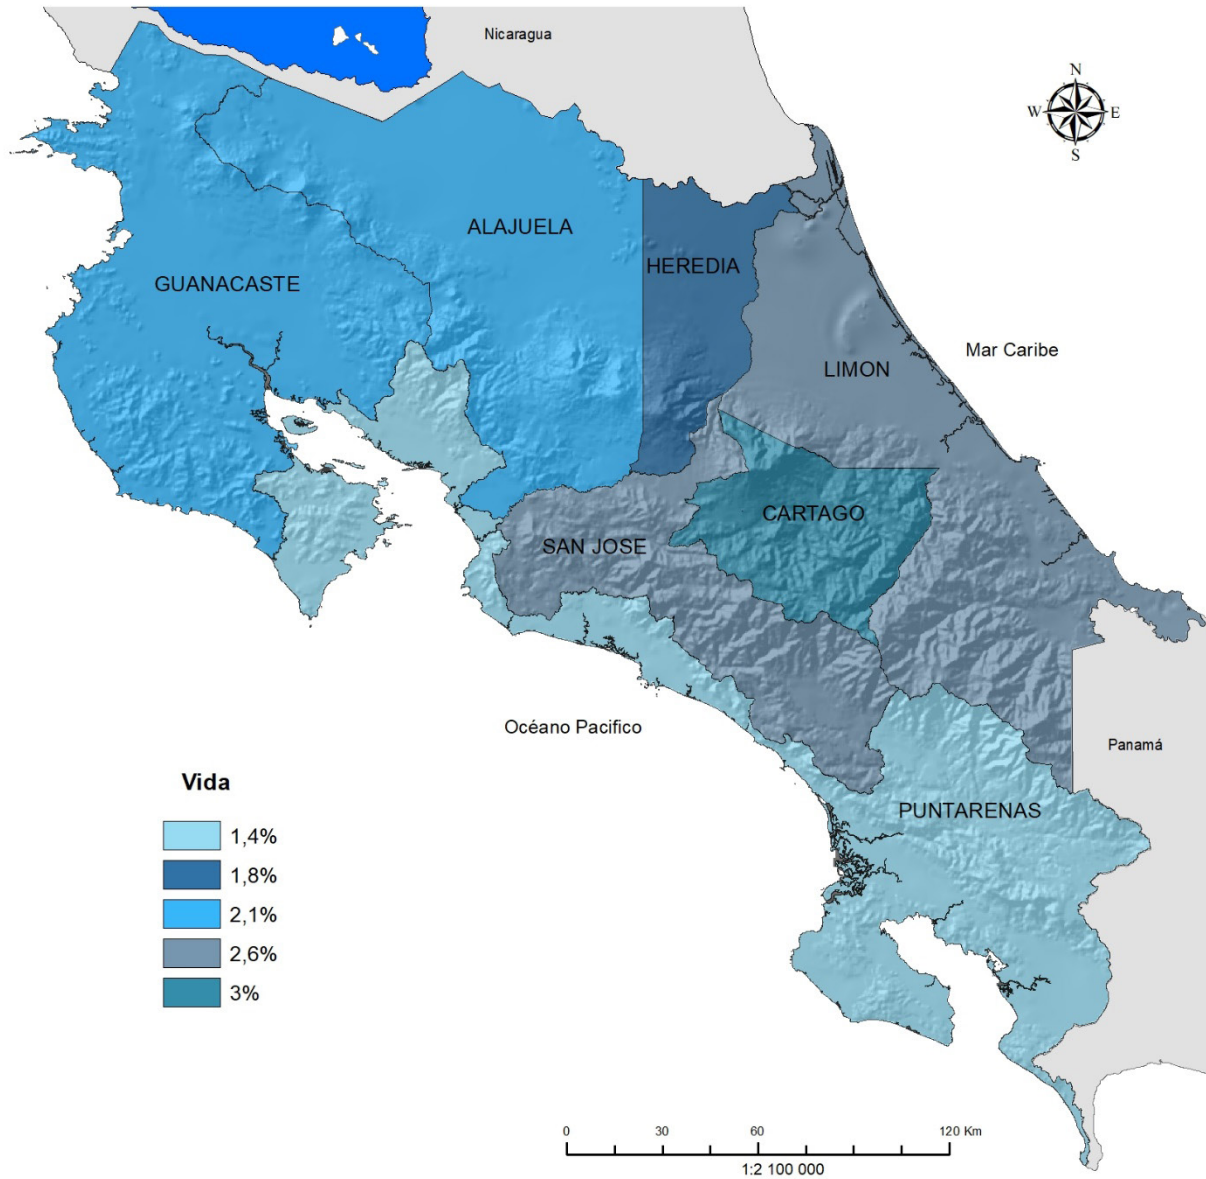 Nicaragua
N
W
E
S
ALAJUELA
HEREDIA
GUANACASTE
Mar Caribe
LIMON
CARTAGO
SAN JOSE
Océano Pacifico
Panamá
Vida
PUNTARENAS
1,4%
1,8%
2,1%
2,6%
3%
0 30 60 120 Km
1:2 100 000